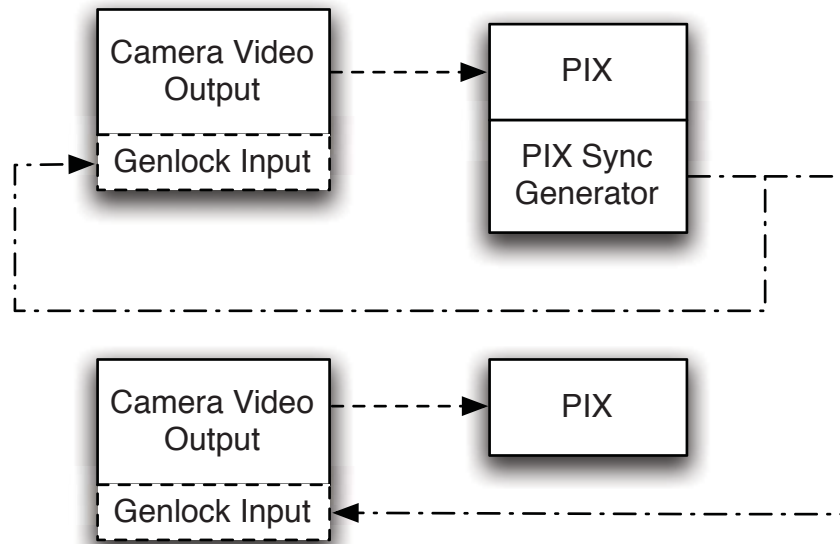 Camera Video
Output
Genlock Input
PIX
PIX Sync
Generator
Camera Video
Output
Genlock Input
PIX